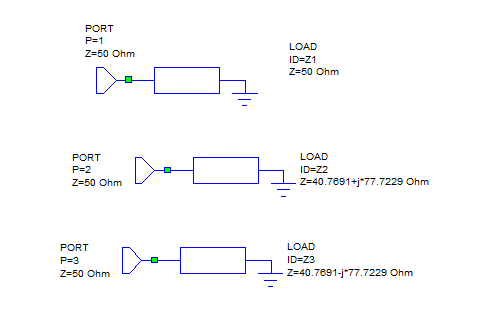 PORT
P=1
Z=50 Ohm
LOAD
ID=Z1
Z=50 Ohm
PORT
P=2
Z=50 Ohm
LOAD
ID=Z2
Z=40.7691+j*77.7229 Ohm
PORT
P=3
Z=50 Ohm
LOAD
ID=Z3
Z=40.7691-j*77.7229 Ohm